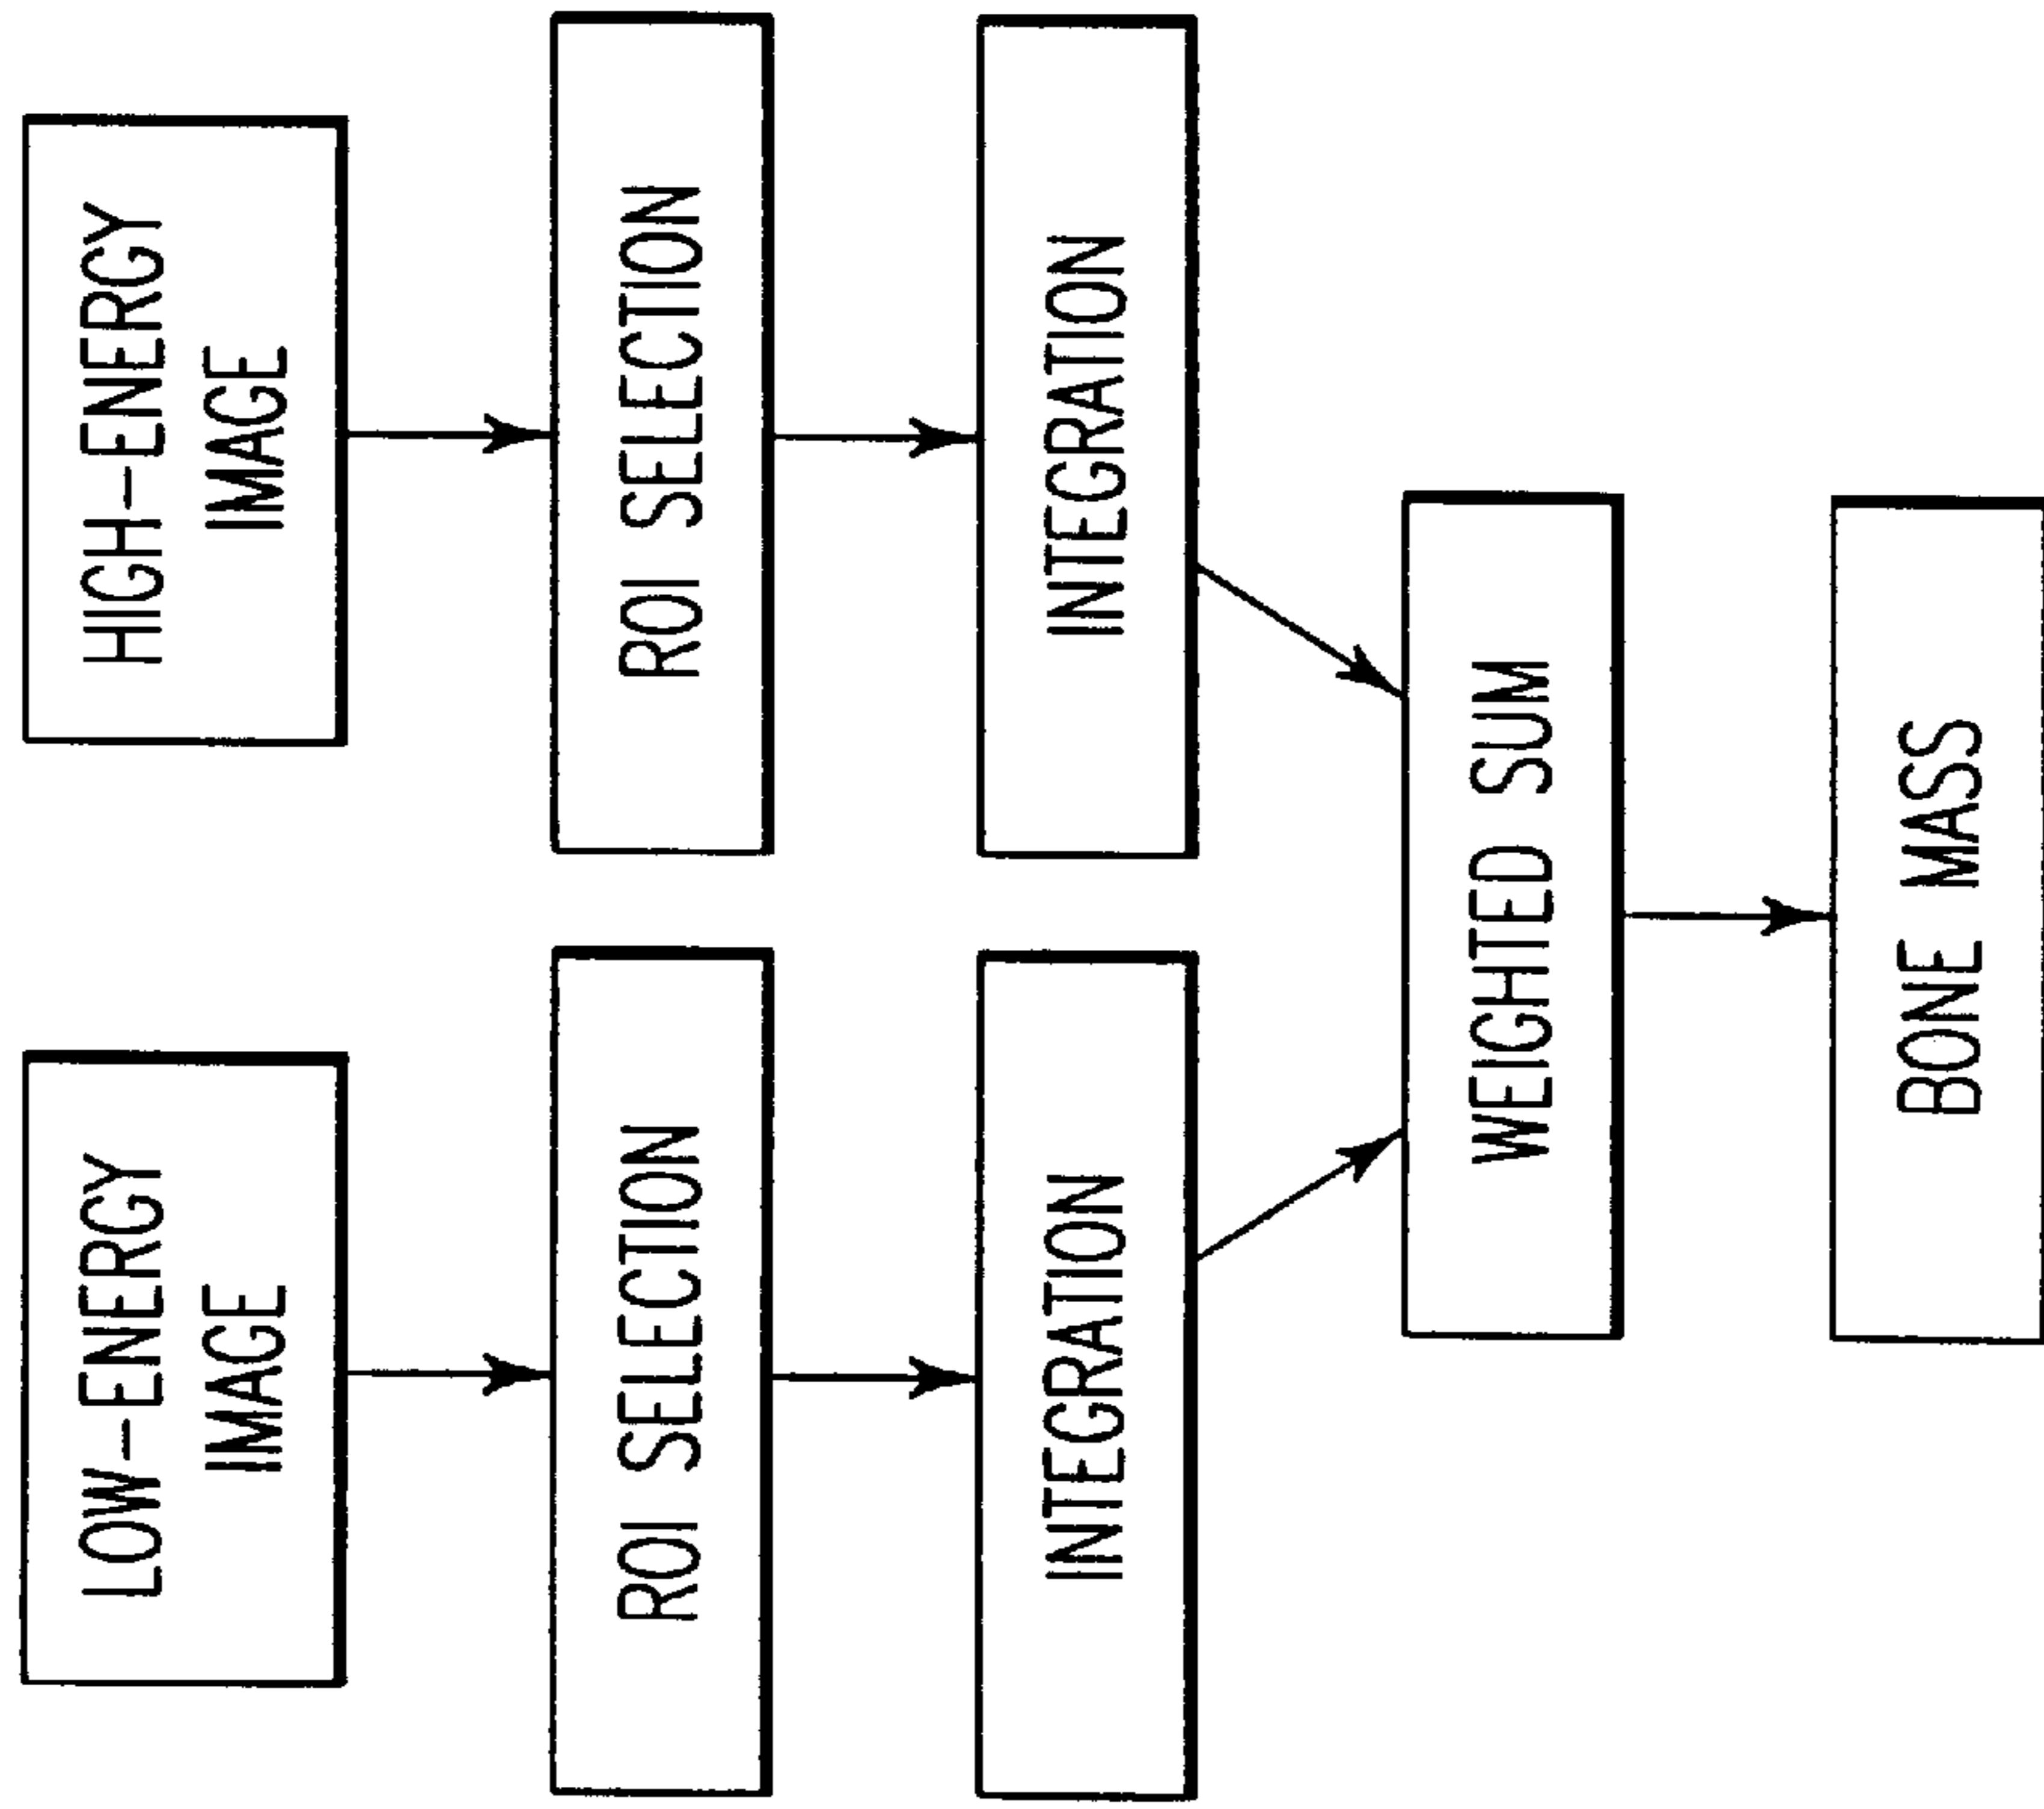 LOW-ENERGY
IMAGE
HIGH-ENERGY
IMAGE
ROI SELECTION
ROI SELECTION
INTEGRATION
INTEGRATION
WEIGHTED SUM
BONE MASS